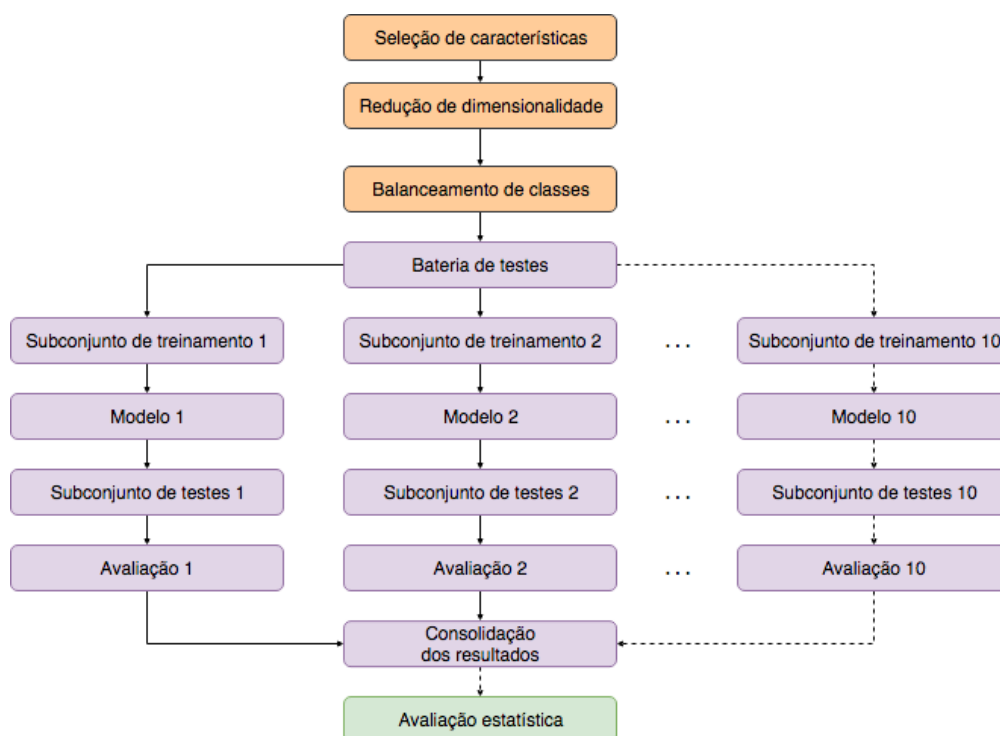 Seleção de características
Redução de dimensionalidade
Balanceamento de classes
Bateria de testes
Subconjunto de treinamento 1
Subconjunto de treinamento 2
...
Subconjunto de treinamento 10
Modelo 1
Modelo 2
...
Modelo 10
Subconjunto de testes 1
Subconjunto de testes 2
...
Subconjunto de testes 10
Avaliação 1
Avaliação 2
...
Avaliação 10
Consolidação
dos resultados
Avaliação estatística